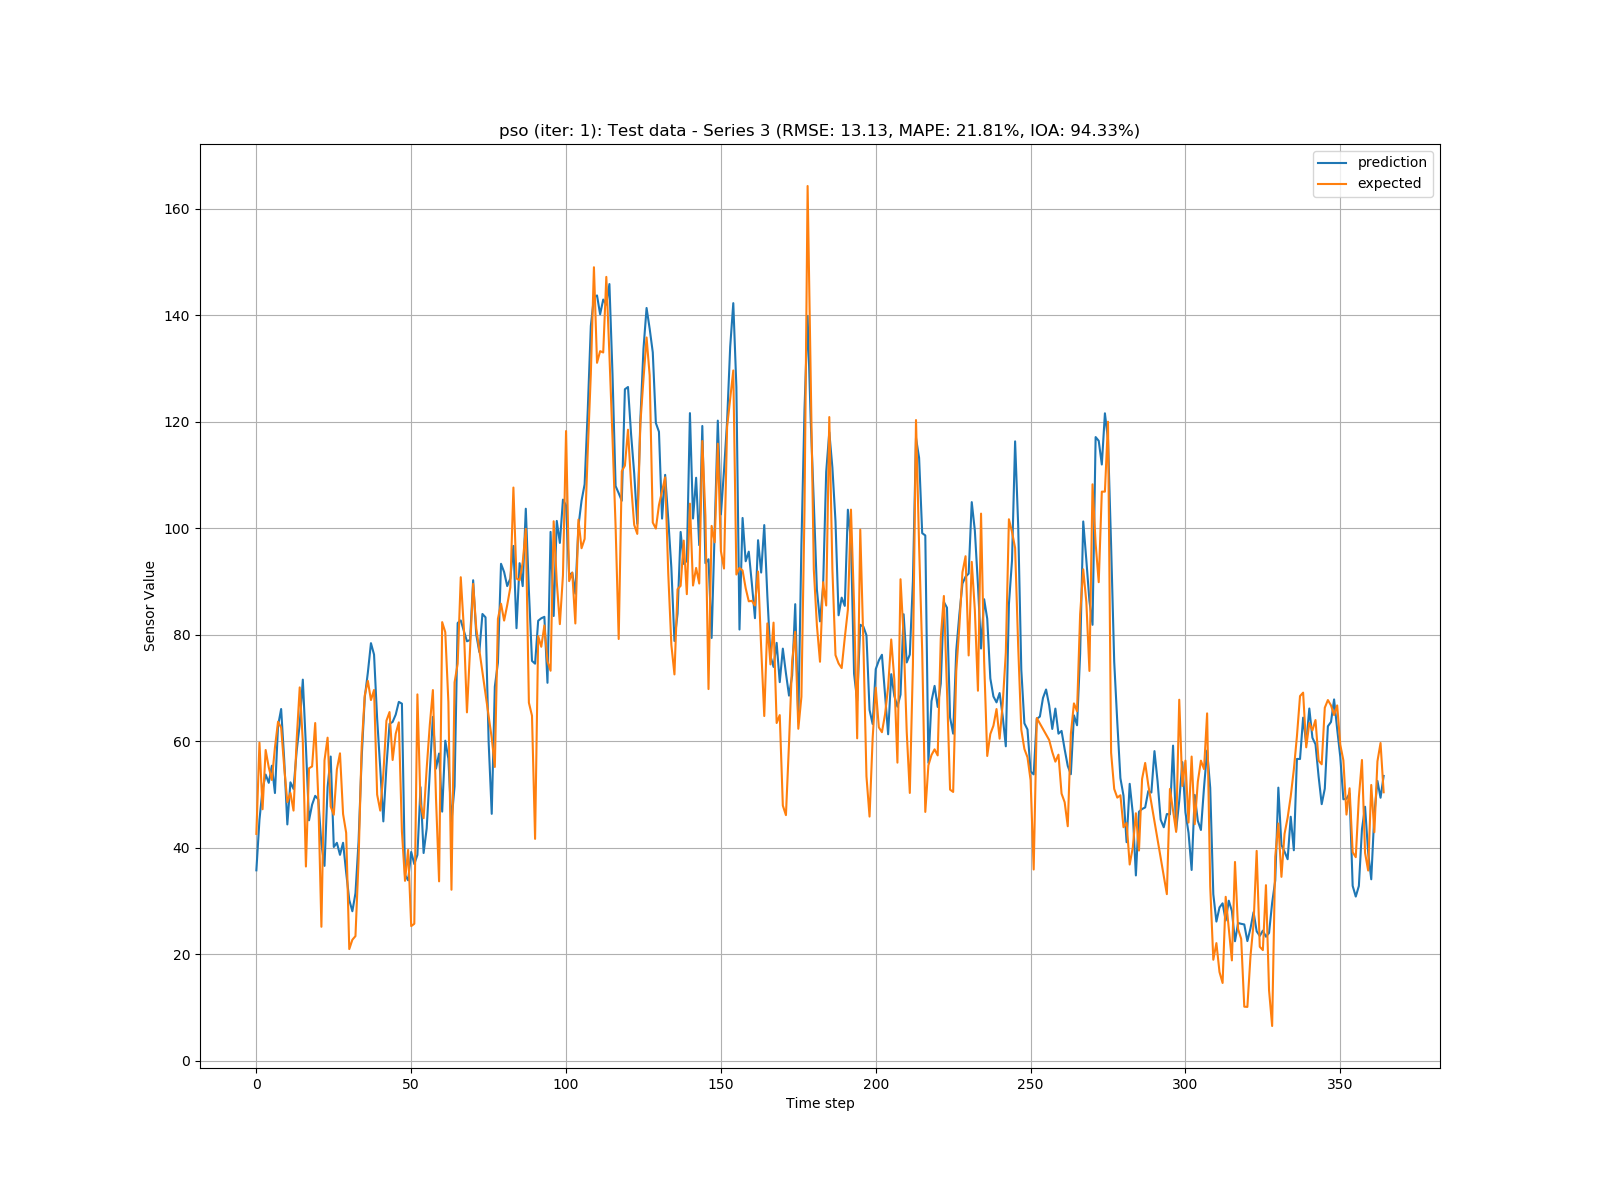 pso (iter: 1): Test data - Series 3 (RMSE: 13.13, MAPE: 21.81%, IOA: 94.33%)
prediction
expected
160
140
120
100
80
60
40
20
0
Sensor Value
0 50 100 150 200 250 300 350
Time step